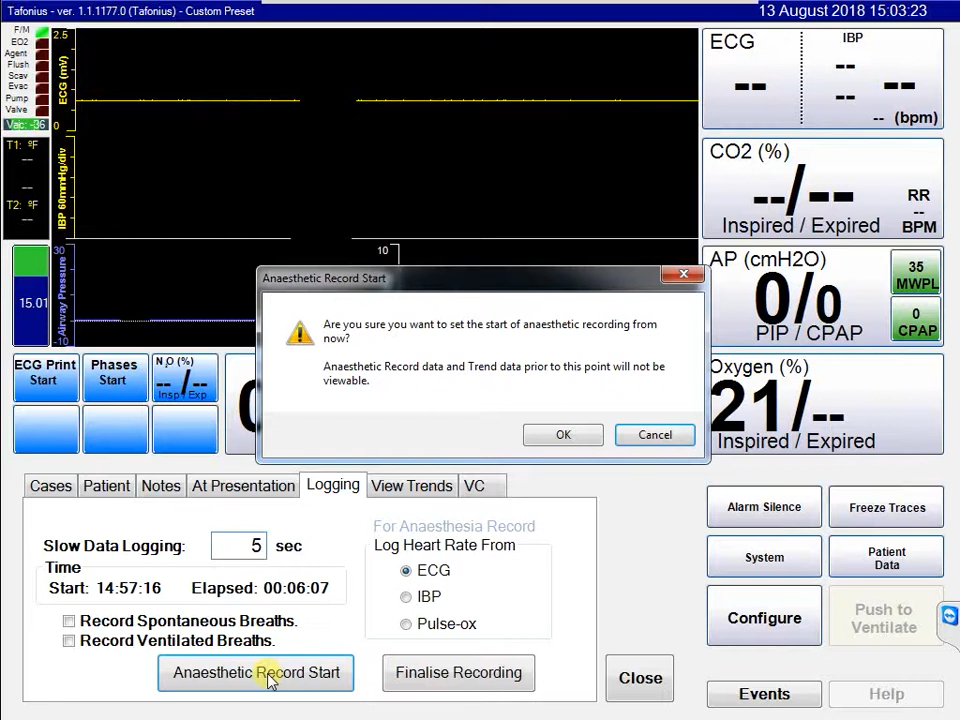 Tafonius - ver. 1.1.1177.0 (Tafonius) - Custom Preset
13 August 2018 15:03:23
F/M
EO2
Agent
Flush
Scav
Evac
Pump
Valve
Vac: -36
T1: ºF
--
--
T2: ºF
--
15.01
2.5
ECG (mV)
0
IBP 60mmHg/div
30
Airway Pressure
-10
10
ECG
--
IBP
--
--
--
-- (bpm)
CO2 (%)
--/--
Inspired / Expired
RR
--
BPM
AP (cmH2O)
0/0
PIP / CPAP
35
MWPL
0
CPAP
Oxygen (%)
21/--
Inspired / Expired
ECG Print
Start
Phases
Start
N2O (%)
--/--
Insp / Exp
Anaesthetic Record Start
Are you sure you want to set the start of anaesthetic recording from
now?
Anaesthetic Record data and Trend data prior to this point will not be
viewable.
OK
Cancel
Cases
Patient
Notes
At Presentation
Logging
View Trends
VC
Slow Data Logging: 5 sec
Time
Start: 14:57:16 Elapsed: 00:06:07
Record Spontaneous Breaths.
Record Ventilated Breaths.
For Anaesthesia Record
Log Heart Rate From
ECG
IBP
Pulse-ox
Anaesthetic Record Start
Finalise Recording
Close
Alarm Silence
Freeze Traces
System
Patient
Data
Configure
Push to
Ventilate
Events
Help